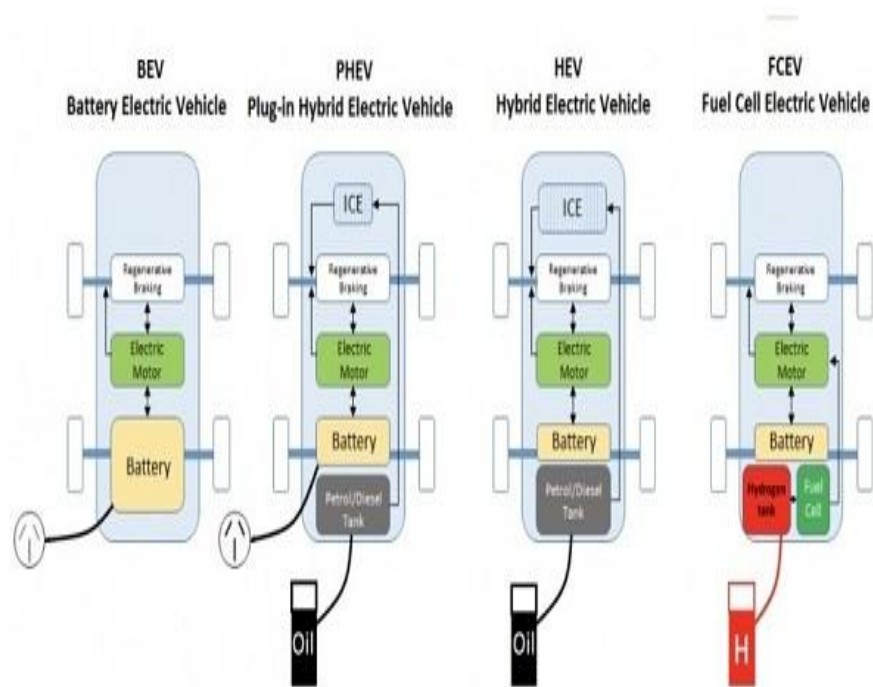 BEV
Battery Electric Vehicle
PHEV
Plug-in Hybrid Electric Vehicle
HEV
Hybrid Electric Vehicle
FCEV
Fuel Cell Electric Vehicle
Regenerative
Braking
Electric
Motor
Battery
ICE
Regenerative
Braking
Electric
Motor
Battery
Petrol/Diesel
Tank
Oil
ICE
Regenerative
Braking
Electric
Motor
Battery
Petrol/Diesel
Tank
Oil
Regenerative
Braking
Electric
Motor
Battery
Hydrogen
tank
Fuel
Cell
H